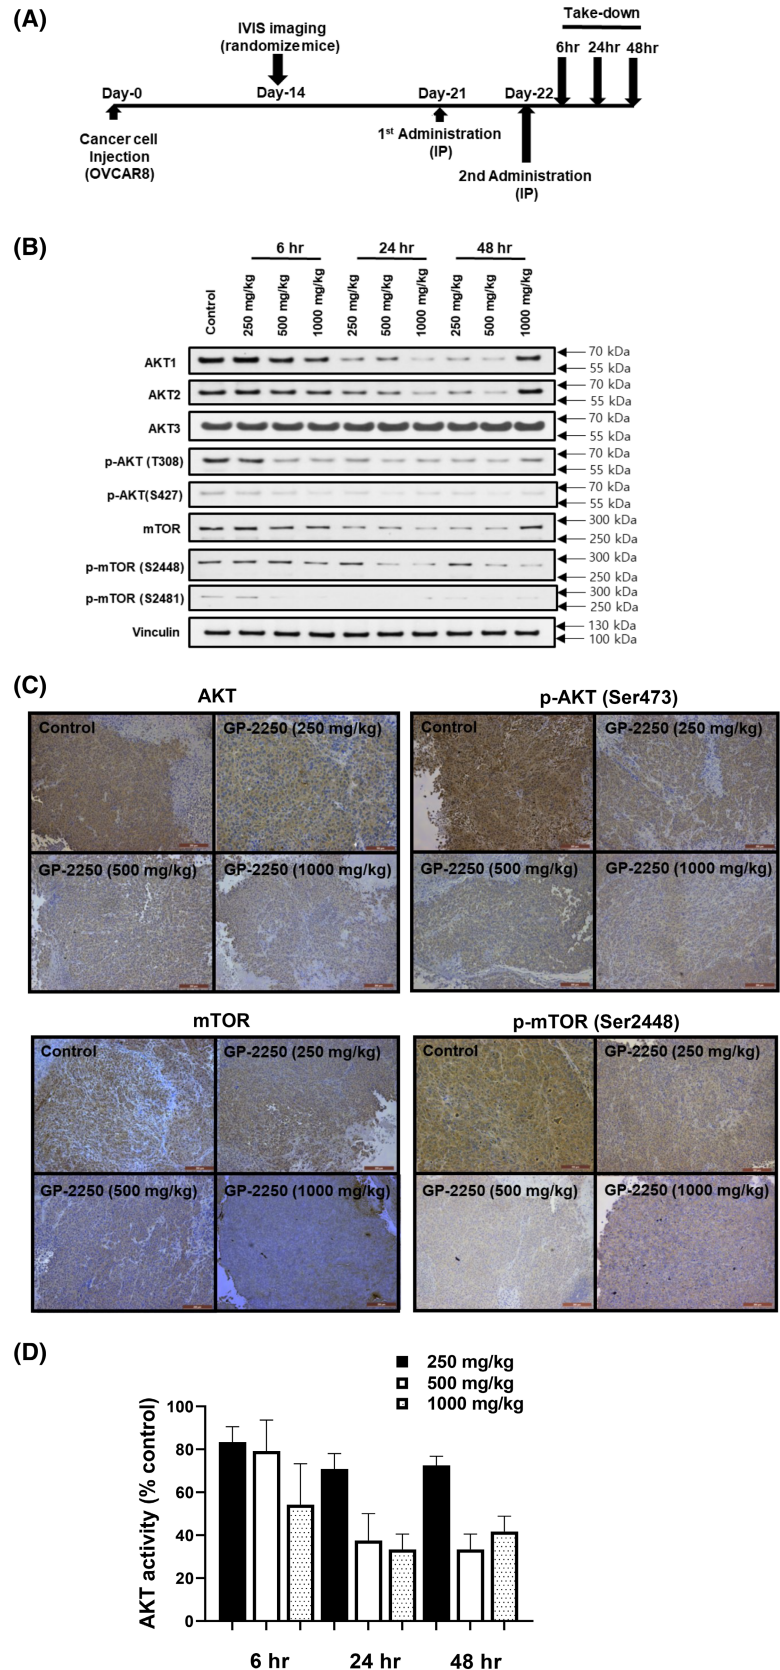 (A)
Take-down
IVIS imaging
(randomize mice)
6hr 24hr 48hr
Day-0 Day-14 Day-21 Day-22
Cancer cell
Injection
(OVCAR8)
1st Administration
(IP)
2nd Administration
(IP)
(B)
6 hr 24 hr 48 hr
Control 250 mg/kg 500 mg/kg 1000 mg/kg 250 mg/kg 500 mg/kg 1000 mg/kg 250 mg/kg 500 mg/kg 1000 mg/kg
AKT1 70 kDa
55 kDa
AKT2 70 kDa
55 kDa
AKT3 70 kDa
55 kDa
p-AKT (T308) 70 kDa
55 kDa
p-AKT(S427) 70 kDa
55 kDa
mTOR 300 kDa
250 kDa
p-mTOR (S2448) 300 kDa
250 kDa
p-mTOR (S2481) 300 kDa
250 kDa
Vinculin 130 kDa
100 kDa
(C)
AKT p-AKT (Ser473)
Control GP-2250 (250 mg/kg) Control GP-2250 (250 mg/kg)
GP-2250 (500 mg/kg) GP-2250 (1000 mg/kg) GP-2250 (500 mg/kg) GP-2250 (1000 mg/kg)
mTOR p-mTOR (Ser2448)
Control GP-2250 (250 mg/kg) Control GP-2250 (250 mg/kg)
GP-2250 (500 mg/kg) GP-2250 (1000 mg/kg) GP-2250 (500 mg/kg) GP-2250 (1000 mg/kg)
(D)
250 mg/kg
500 mg/kg
1000 mg/kg
AKT activity (% control)
100
80
60
40
20
0
6 hr 24 hr 48 hr